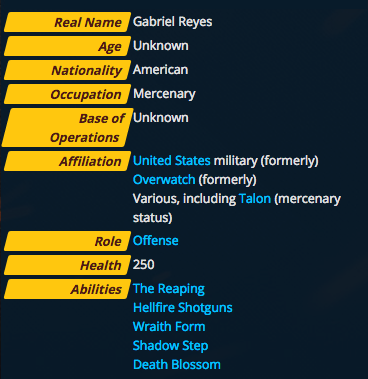 Real Name Gabriel Reyes
Age Unknown
Nationality American
Occupation Mercenary
Base of Unknown
Operations
Affiliation United States military (formerly)
Overwatch (formerly)
Various, including Talon (mercenary
status)
Role Offense
Health 250
Abilities The Reaping
Hellfire Shotguns
Wraith Form
Shadow Step
Death Blossom